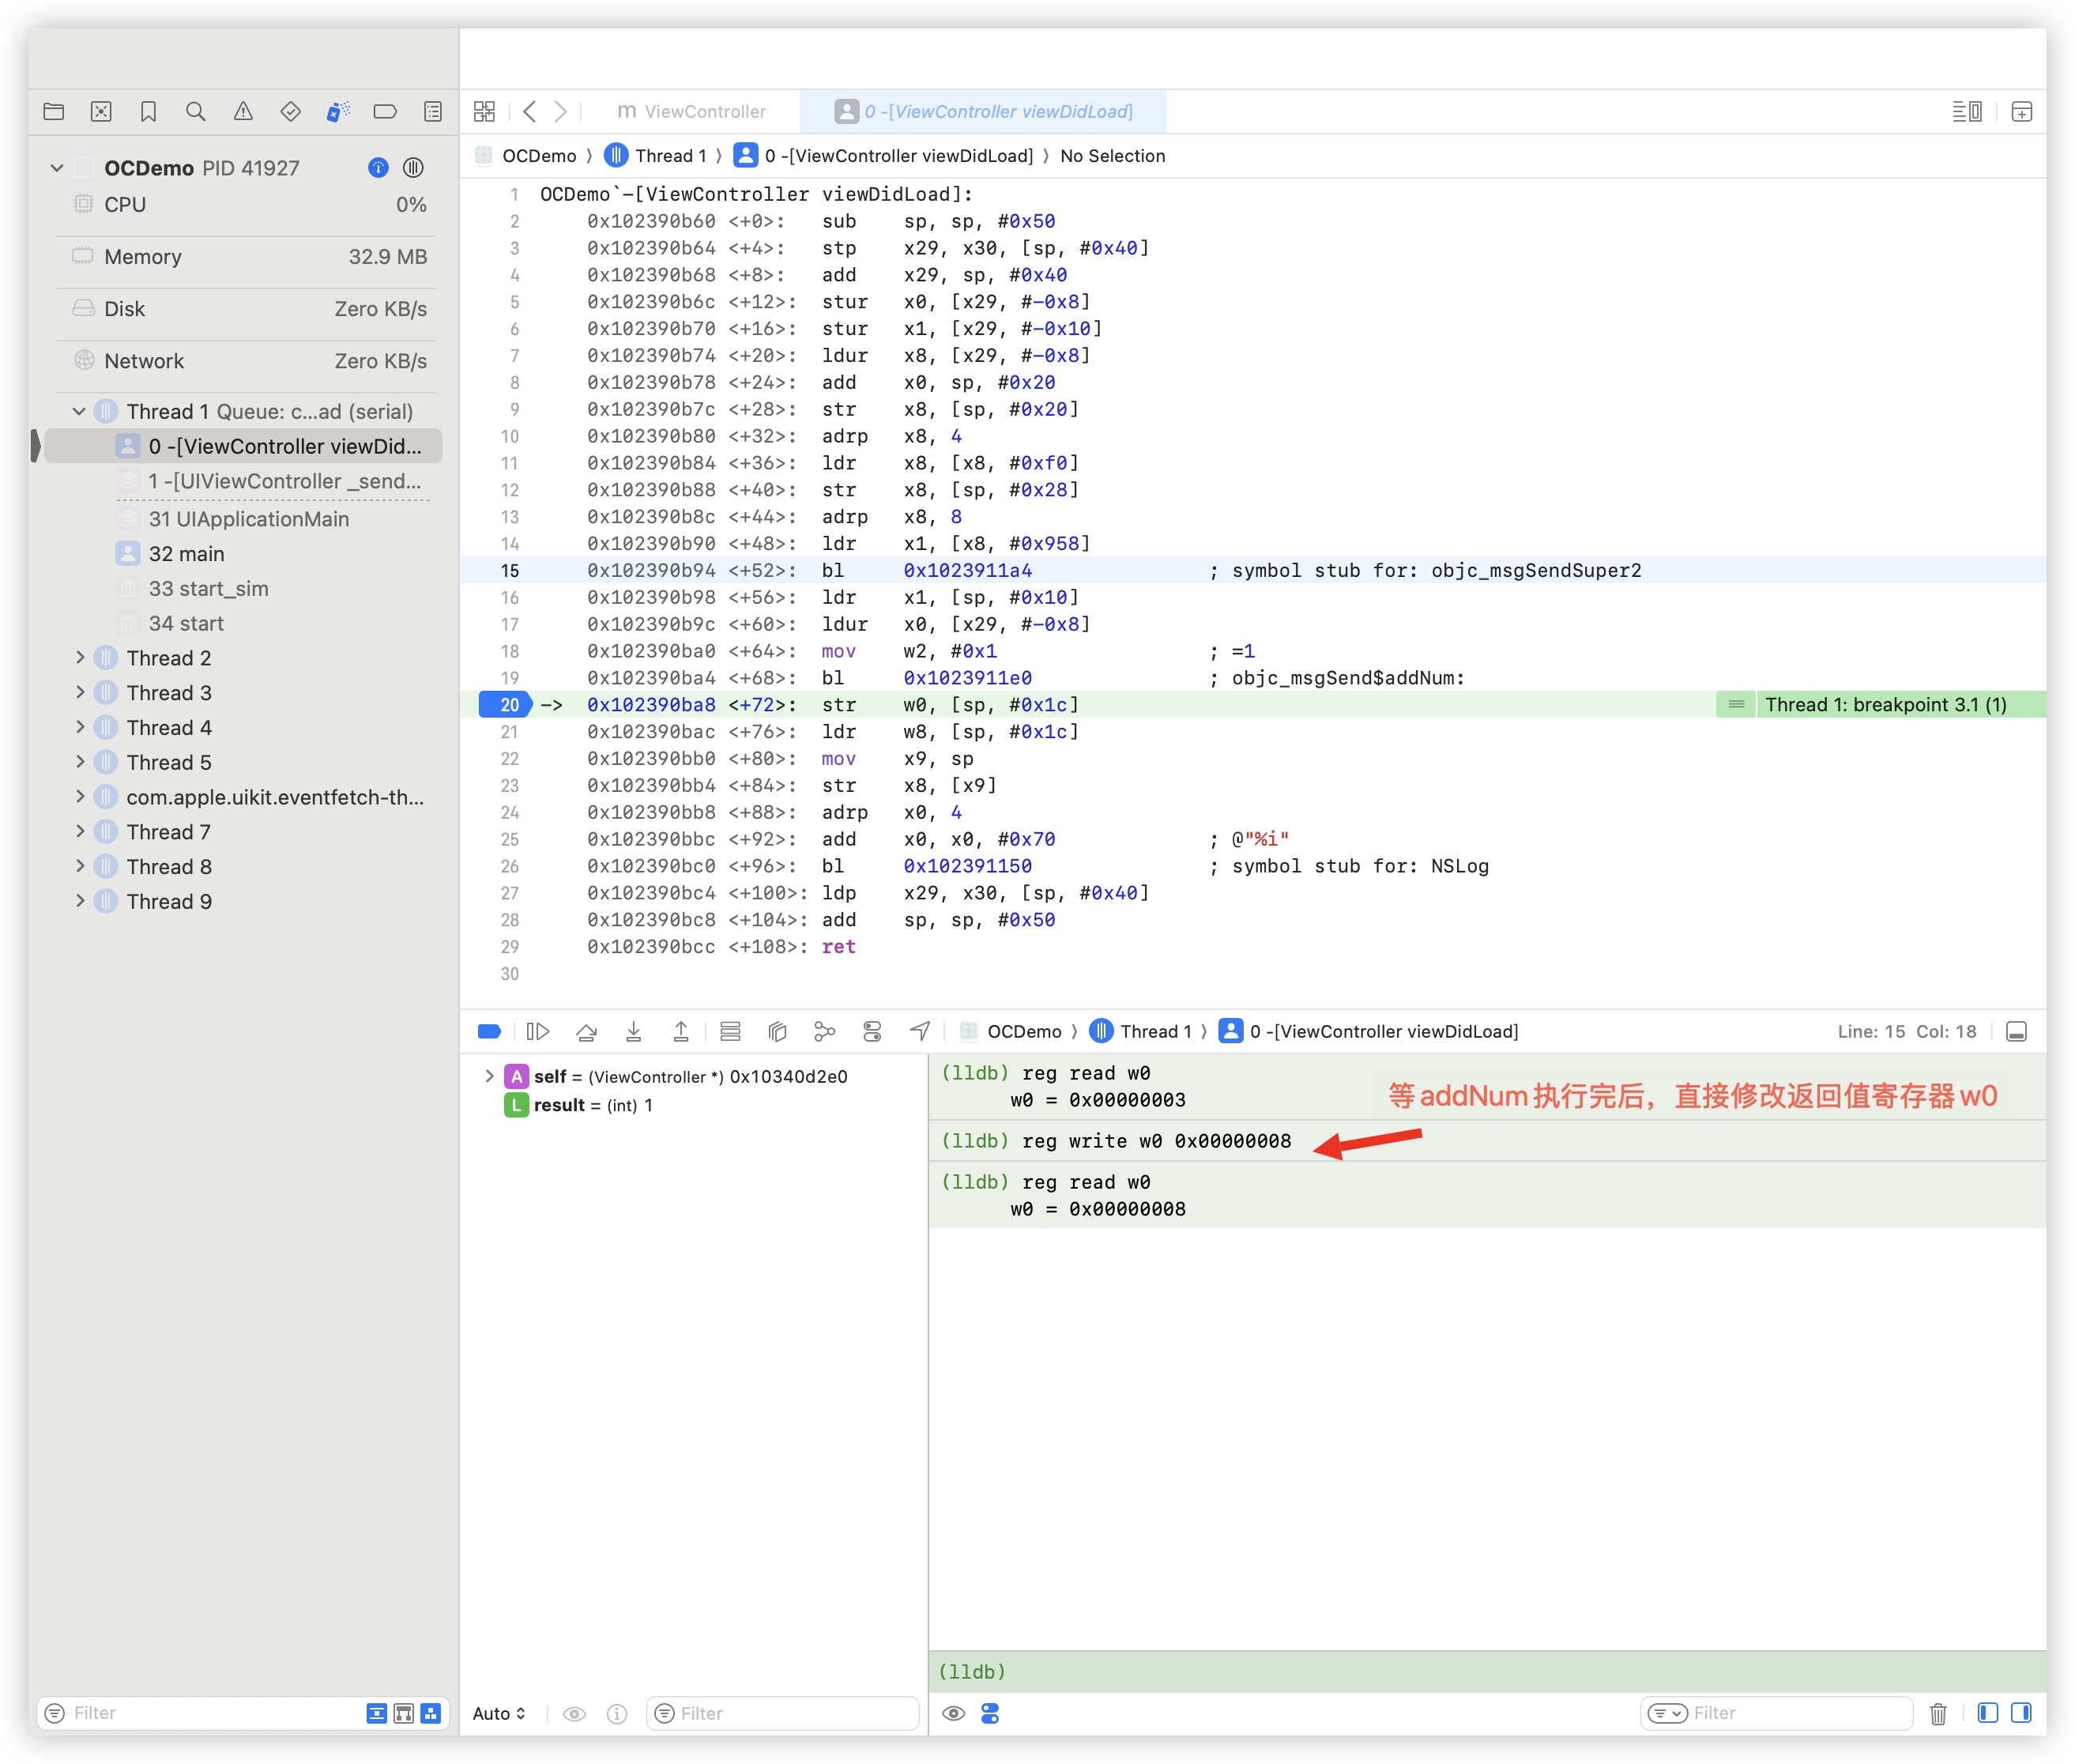 ViewController
0 -[ViewController viewDidLoad]
OCDemo PID 41927
CPU 0%
Memory 32.9 MB
Disk Zero KB/s
Network Zero KB/s
Thread 1 Queue: c...ad (serial)
0 -[ViewController viewDid...
1 -[UIViewController _send...
31 UIApplicationMain
32 main
33 start_sim
34 start
Thread 2
Thread 3
Thread 4
Thread 5
com.apple.uikit.eventfetch-th...
Thread 7
Thread 8
Thread 9
Filter
OCDemo 〉 Thread 1 〉 0 -[ViewController viewDidLoad] 〉 No Selection
1 OCDemo`-[ViewController viewDidLoad]:
2 0x102390b60 <+0>: sub sp, sp, #0x50
3 0x102390b64 <+4>: stp x29, x30, [sp, #0x40]
4 0x102390b68 <+8>: add x29, sp, #0x40
5 0x102390b6c <+12>: stur x0, [x29, #-0x8]
6 0x102390b70 <+16>: stur x1, [x29, #-0x10]
7 0x102390b74 <+20>: ldur x8, [x29, #-0x8]
8 0x102390b78 <+24>: add x0, sp, #0x20
9 0x102390b7c <+28>: str x8, [sp, #0x20]
10 0x102390b80 <+32>: adrp x8, 4
11 0x102390b84 <+36>: ldr x8, [x8, #0xf0]
12 0x102390b88 <+40>: str x8, [sp, #0x28]
13 0x102390b8c <+44>: adrp x8, 8
14 0x102390b90 <+48>: ldr x1, [x8, #0x958]
15 0x102390b94 <+52>: bl 0x1023911a4 ; symbol stub for: objc_msgSendSuper2
16 0x102390b98 <+56>: ldr x1, [sp, #0x10]
17 0x102390b9c <+60>: ldur x0, [x29, #-0x8]
18 0x102390ba0 <+64>: mov w2, #0x1 ; =1
19 0x102390ba4 <+68>: bl 0x1023911e0 ; objc_msgSend$addNum:
20 -> 0x102390ba8 <+72>: str w0, [sp, #0x1c] Thread 1: breakpoint 3.1 (1)
21 0x102390bac <+76>: ldr w8, [sp, #0x1c]
22 0x102390bb0 <+80>: mov x9, sp
23 0x102390bb4 <+84>: str x8, [x9]
24 0x102390bb8 <+88>: adrp x0, 4
25 0x102390bbc <+92>: add x0, x0, #0x70 ; @"%i"
26 0x102390bc0 <+96>: bl 0x102391150 ; symbol stub for: NSLog
27 0x102390bc4 <+100>: ldp x29, x30, [sp, #0x40]
28 0x102390bc8 <+104>: add sp, sp, #0x50
29 0x102390bcc <+108>: ret
30
OCDemo 〉 Thread 1 〉 0 -[ViewController viewDidLoad] Line: 15 Col: 18
A self = (ViewController *) 0x10340d2e0
L result = (int) 1
Auto
Filter
(lldb) reg read w0
w0 = 0x00000003
等addNum执行完后，直接修改返回值寄存器w0
(lldb) reg write w0 0x00000008
(lldb) reg read w0
w0 = 0x00000008
(lldb)
Filter